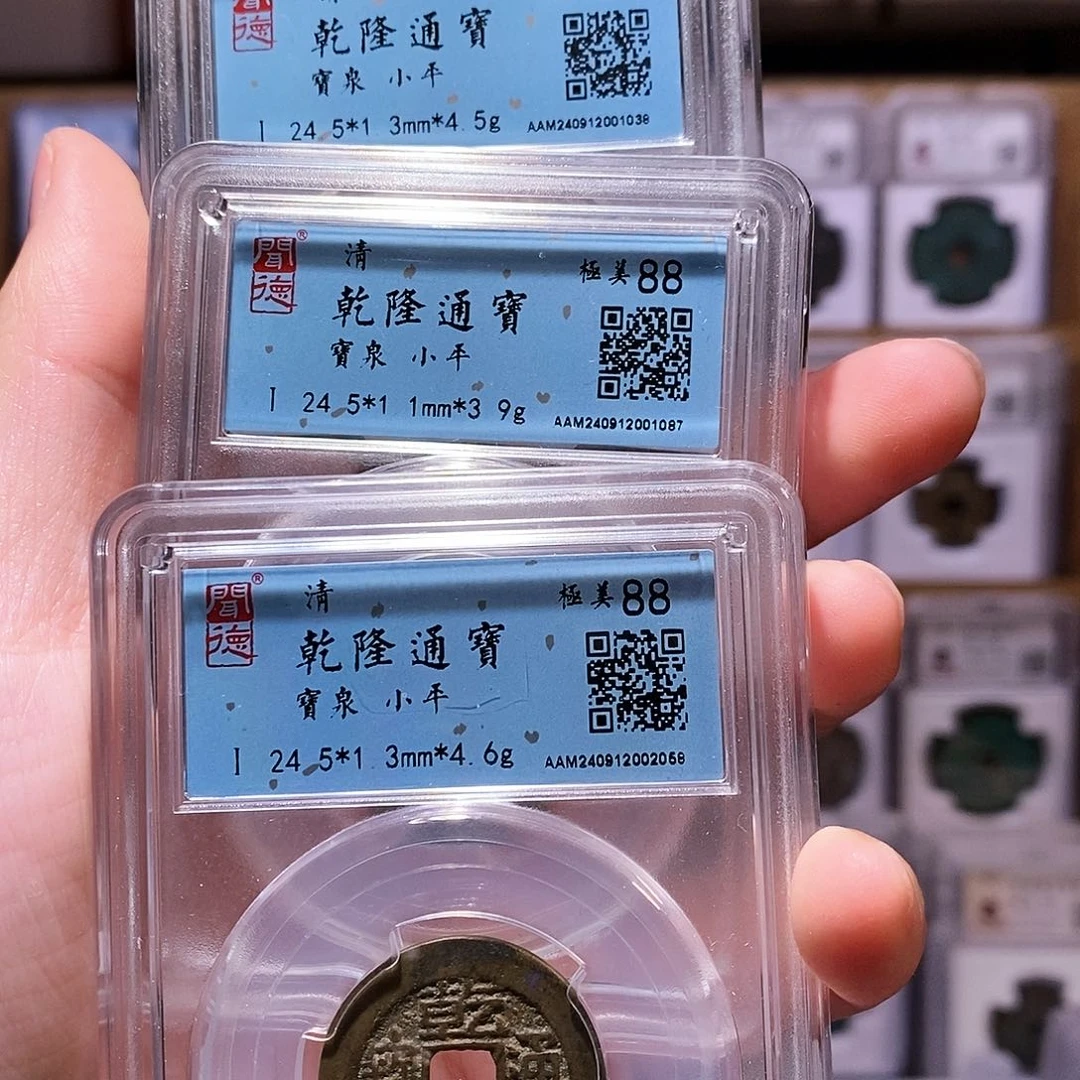 聞德
乾隆通寶
寶泉 小平
I 24.5*1.3mm*4.5g
AAM240912001038
聞德®
清
極美88
乾隆通寶
寶泉 小平
I 24.5*1.1mm*3.9g
AAM240912001087
聞德®
清
極美88
乾隆通寶
寶泉 小平
I 24.5*1.3mm*4.6g
AAM240912002058
乾